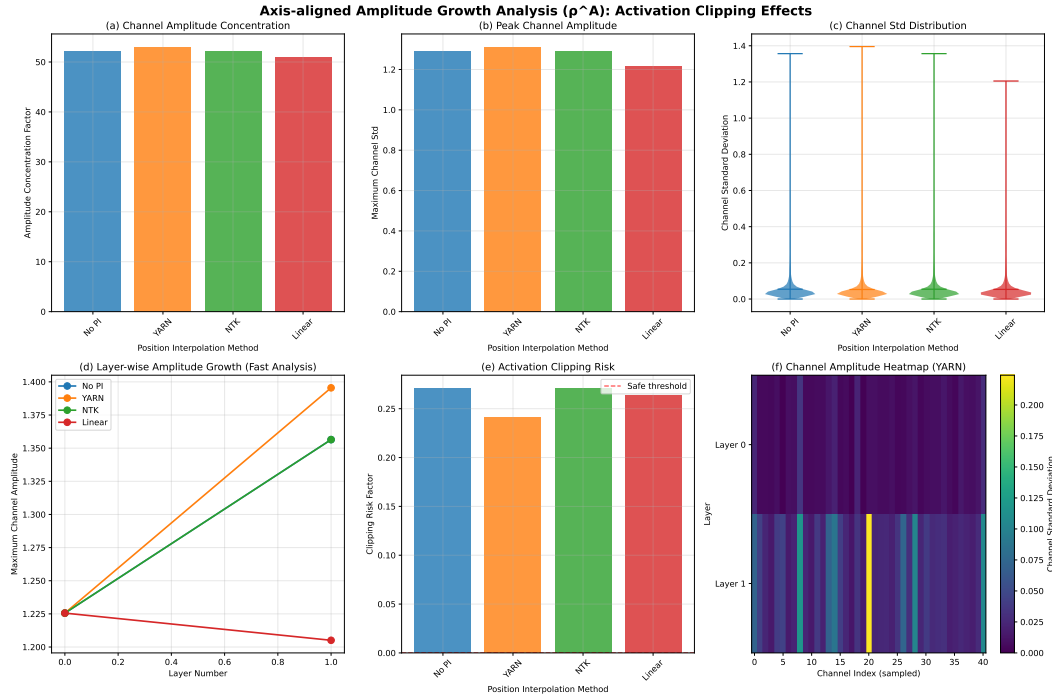 Axis-aligned Amplitude Growth Analysis (ρ^A): Activation Clipping Effects
(a) Channel Amplitude Concentration
Amplitude Concentration Factor
50
40
30
20
10
0
No PI
YARN
NTK
Linear
Position Interpolation Method
(b) Peak Channel Amplitude
Maximum Channel Std
1.2
1.0
0.8
0.6
0.4
0.2
0.0
No PI
YARN
NTK
Linear
Position Interpolation Method
(c) Channel Std Distribution
Channel Standard Deviation
1.4
1.2
1.0
0.8
0.6
0.4
0.2
0.0
No PI
YARN
NTK
Linear
Position Interpolation Method
(d) Layer-wise Amplitude Growth (Fast Analysis)
No PI
YARN
NTK
Linear
Maximum Channel Amplitude
1.400
1.375
1.350
1.325
1.300
1.275
1.250
1.225
1.200
0.0
0.2
0.4
0.6
0.8
1.0
Layer Number
(e) Activation Clipping Risk
Safe threshold
Clipping Risk Factor
0.25
0.20
0.15
0.10
0.05
0.00
No PI
YARN
NTK
Linear
Position Interpolation Method
(f) Channel Amplitude Heatmap (YARN)
Layer
Layer 0
Layer 1
0
5
10
15
20
25
30
35
40
Channel Index (sampled)
0.200
0.175
0.150
0.125
0.100
0.075
0.050
0.025
0.000
Channel Standard Deviation